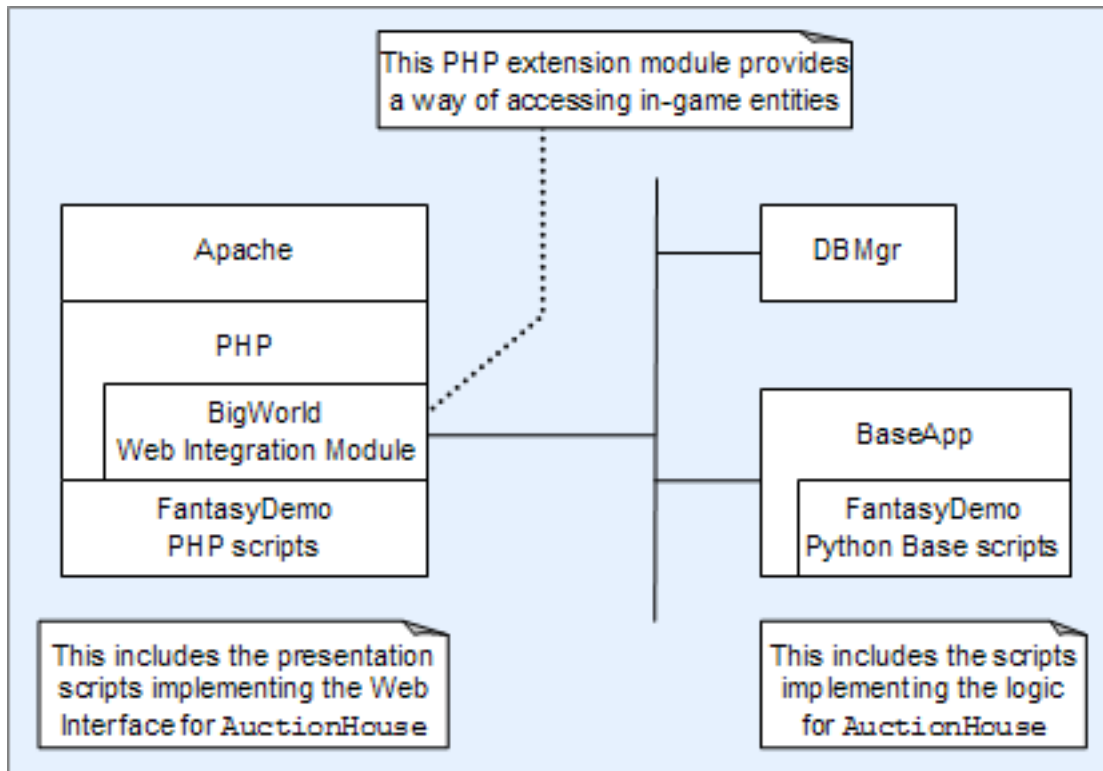 This PHP extension module provides
a way of accessing in-game entities
Apache
PHP
BigWorld
Web Integration Module
FantasyDemo
PHP scripts
DBMgr
BaseApp
FantasyDemo
Python Base scripts
This includes the presentation
scripts implementing the Web
Interface for AuctionHouse
This includes the scripts
implementing the logic
for AuctionHouse